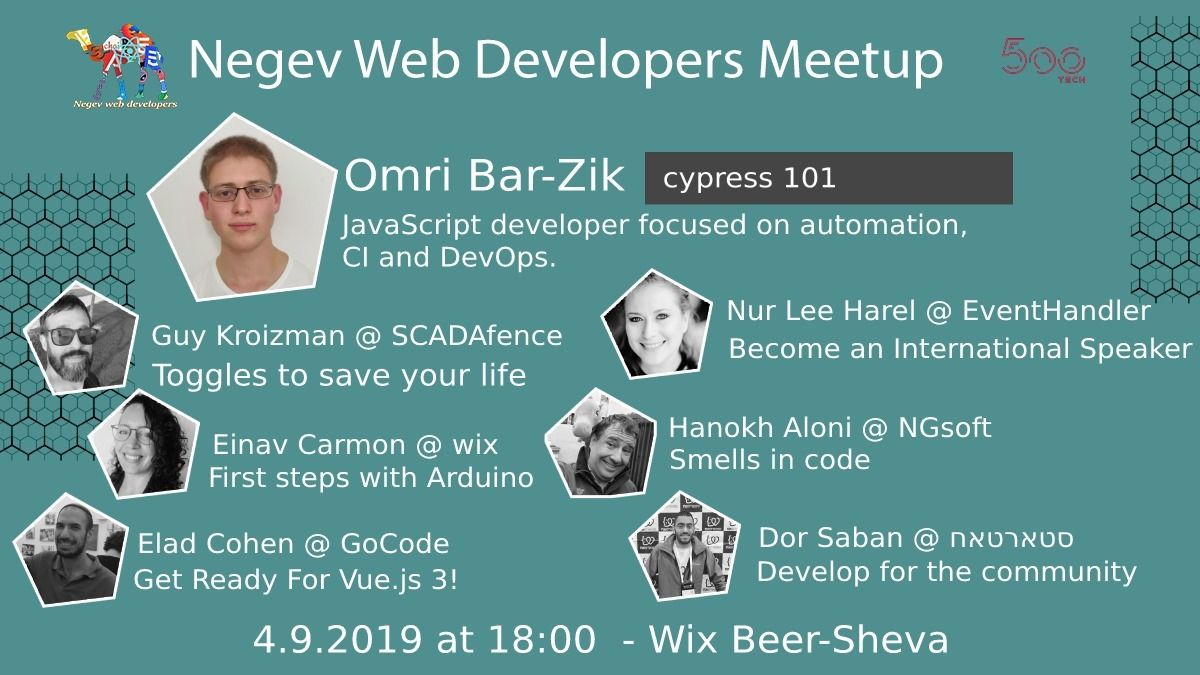 Negev web developers
Negev Web Developers Meetup
500
TECH
Omri Bar-Zik
cypress 101
JavaScript developer focused on automation,
CI and DevOps.
Guy Kroizman @ SCADAfence
Toggles to save your life
Nur Lee Harel @ EventHandler
Become an International Speaker
Einav Carmon @ wix
First steps with Arduino
Hanokh Aloni @ NGsoft
Smells in code
Elad Cohen @ GoCode
Get Ready For Vue.js 3!
Dor Saban @ סטארטאח
Develop for the community
4.9.2019 at 18:00 - Wix Beer-Sheva